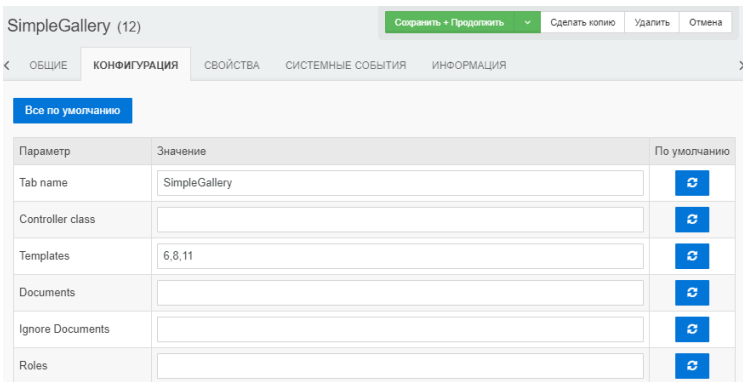 SimpleGallery (12)
Сохранить + Продолжить Сделать копию Удалить Отмена
ОБЩИЕ КОНФИГУРАЦИЯ СВОЙСТВА СИСТЕМНЫЕ СОБЫТИЯ ИНФОРМАЦИЯ
Все по умолчанию
Параметр Значение По умолчанию
Tab name SimpleGallery
Controller class
Templates 6,8,11
Documents
Ignore Documents
Roles